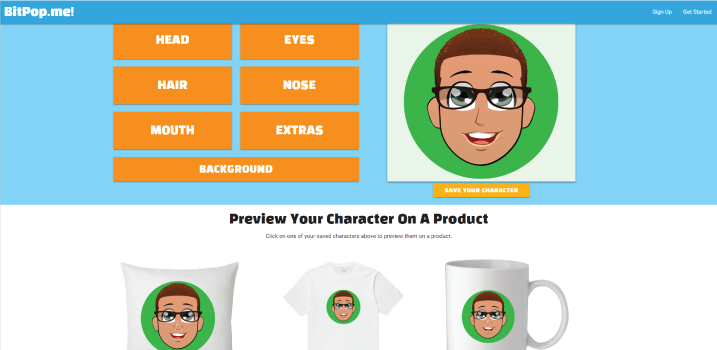 BitPop.me!
Sign Up
Get Started
HEAD
EYES
HAIR
NOSE
MOUTH
EXTRAS
BACKGROUND
SAVE YOUR CHARACTER
Preview Your Character On A Product
Click on one of your saved characters above to preview them on a product.